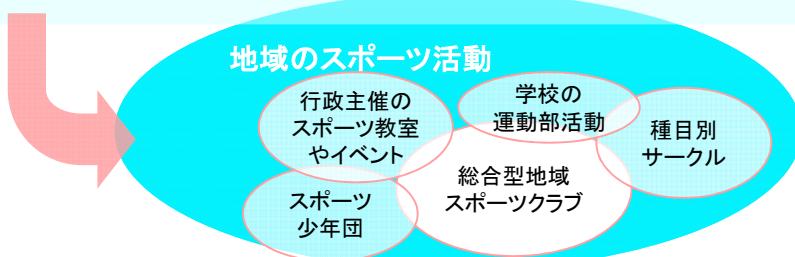 地域のスポーツ活動
行政主催の
スポーツ教室
やイベント
学校の
運動部活動
種目別
サークル
総合型地域
スポーツクラブ
スポーツ
少年団